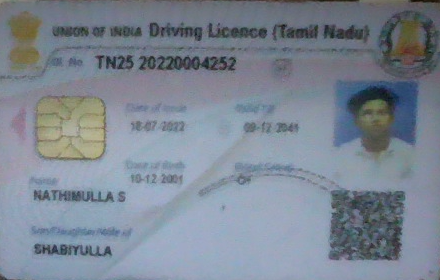 UNION OF INDIA Driving Licence (Tamil Nadu)
DL No TN25 20220004252
Date of Issue Valid Till
18-07-2022 09-12-2041
Date of Birth Blood Group
10-12-2001
Name
NATHIMULLA S
Son/Daughter/Wife of
SHABIYULLA